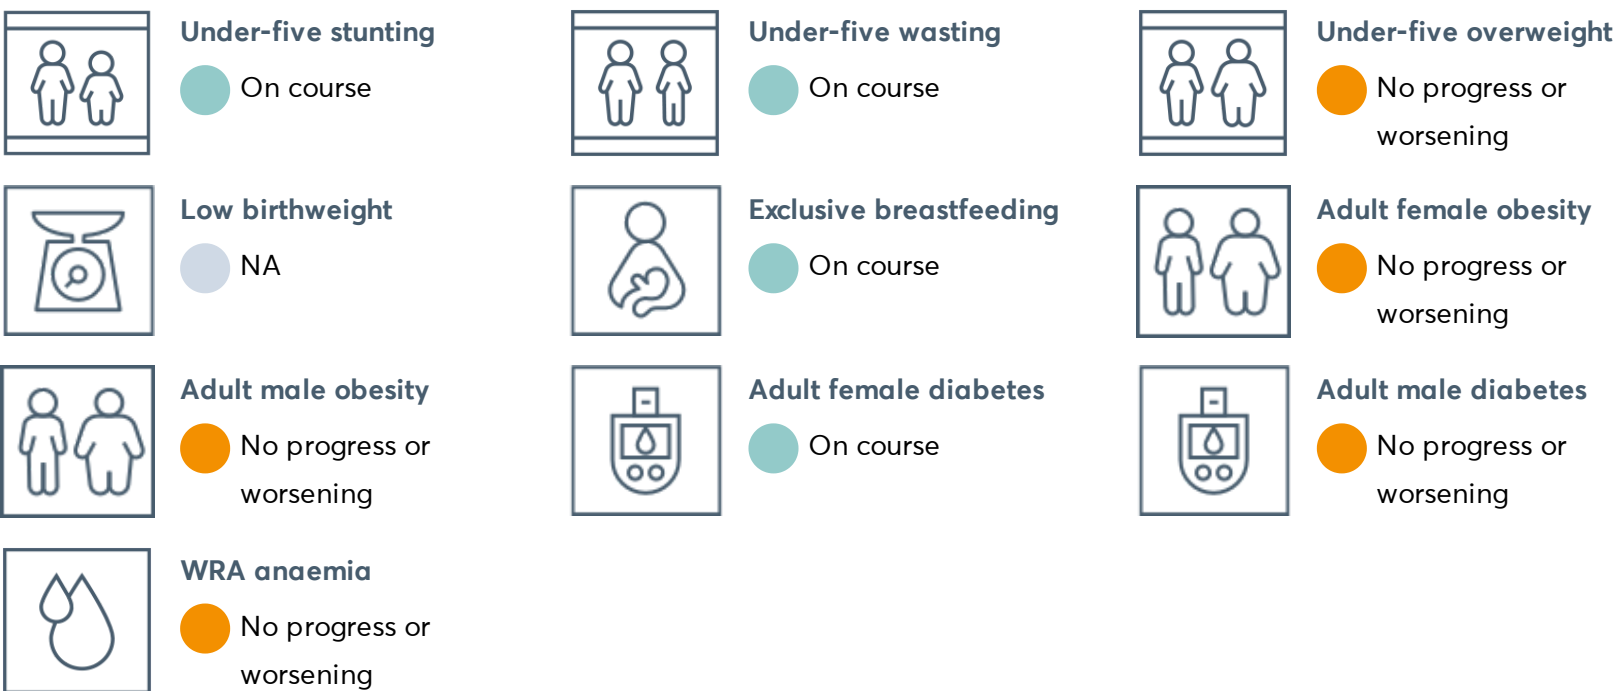 Under-five stunting
On course
Under-five wasting
On course
Under-five overweight
No progress or
worsening
Low birthweight
NA
Exclusive breastfeeding
On course
Adult female obesity
No progress or
worsening
Adult male obesity
No progress or
worsening
Adult female diabetes
On course
Adult male diabetes
No progress or
worsening
WRA anaemia
No progress or
worsening